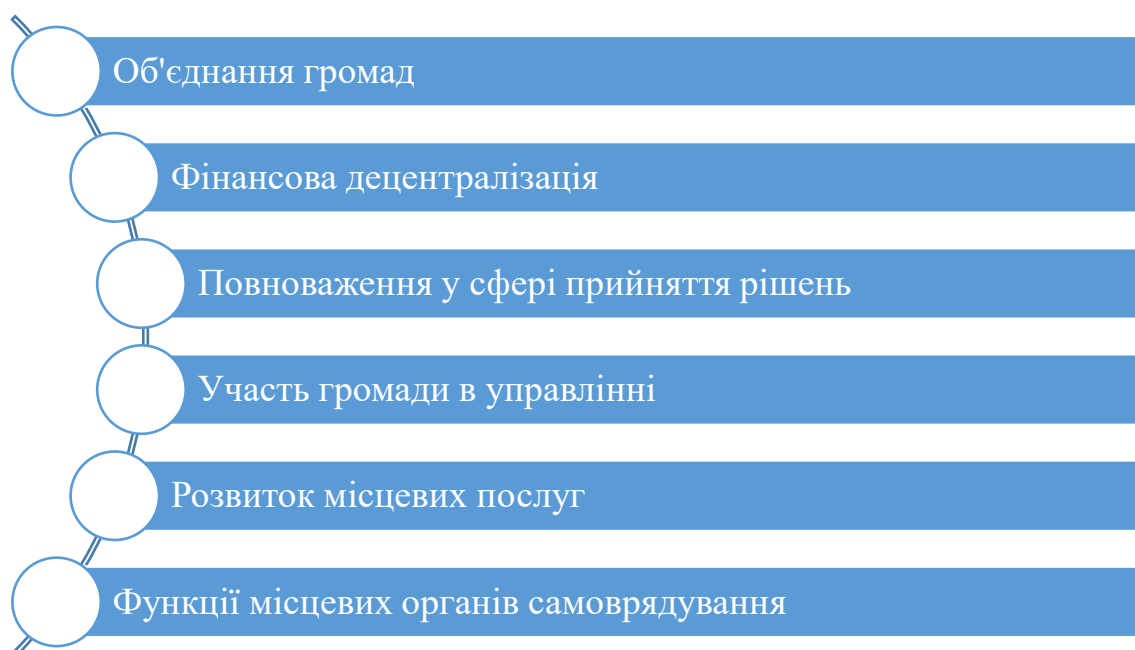 Об'єднання громад
Фінансова децентралізація
Повноваження у сфері прийняття рішень
Участь громади в управлінні
Розвиток місцевих послуг
Функції місцевих органів самоврядування